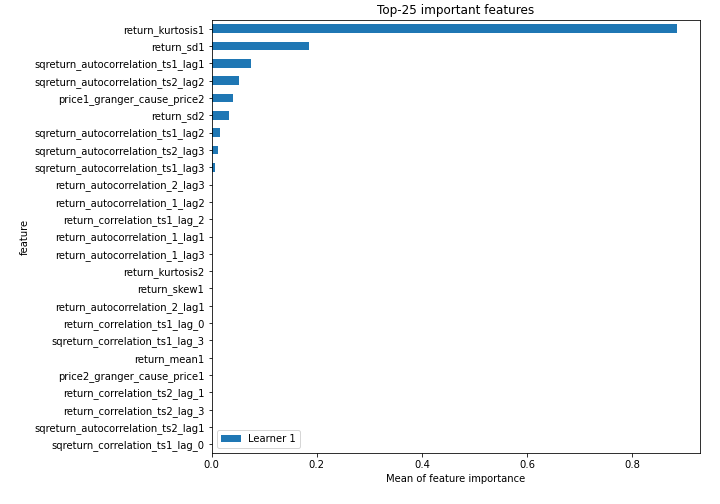 Top-25 important features
return_kurtosis1
return_sd1
sqreturn_autocorrelation_ts1_lag1
sqreturn_autocorrelation_ts2_lag2
price1_granger_cause_price2
return_sd2
sqreturn_autocorrelation_ts1_lag2
sqreturn_autocorrelation_ts2_lag3
sqreturn_autocorrelation_ts1_lag3
return_autocorrelation_2_lag3
return_autocorrelation_1_lag2
return_correlation_ts1_lag_2
return_autocorrelation_1_lag1
return_autocorrelation_1_lag3
return_kurtosis2
return_skew1
return_autocorrelation_2_lag1
return_correlation_ts1_lag_0
sqreturn_correlation_ts1_lag_3
return_mean1
price2_granger_cause_price1
return_correlation_ts2_lag_1
return_correlation_ts2_lag_3
sqreturn_autocorrelation_ts2_lag1
sqreturn_correlation_ts1_lag_0
feature
Learner 1
0.0 0.2 0.4 0.6 0.8
Mean of feature importance